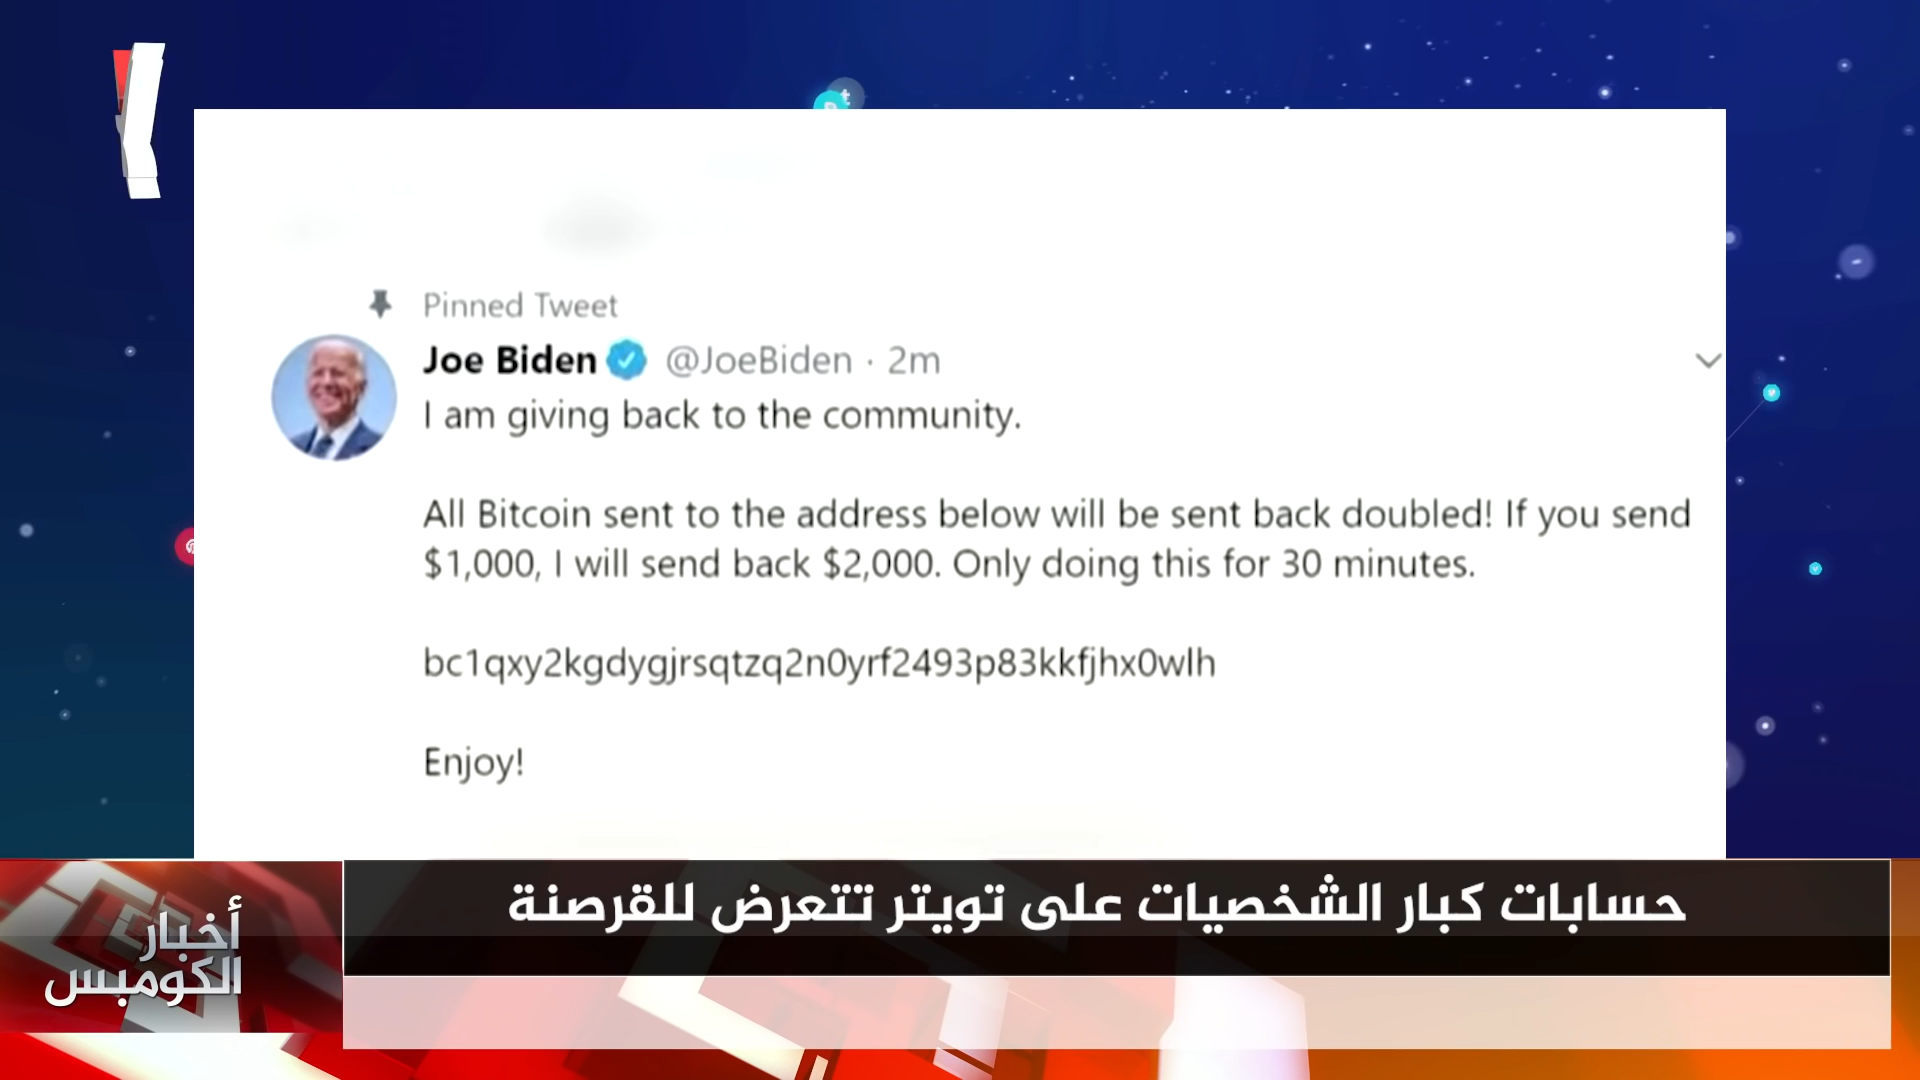 Pinned Tweet
Joe Biden @JoeBiden · 2m
I am giving back to the community.
All Bitcoin sent to the address below will be sent back doubled! If you send
$1,000, I will send back $2,000. Only doing this for 30 minutes.
bc1qxy2kgdygjrsqtzq2n0yrf2493p83kkfjhx0wlh
Enjoy!
حسابات كبار الشخصيات على تويتر تتعرض للقرصنة
أخبار
الكومبس